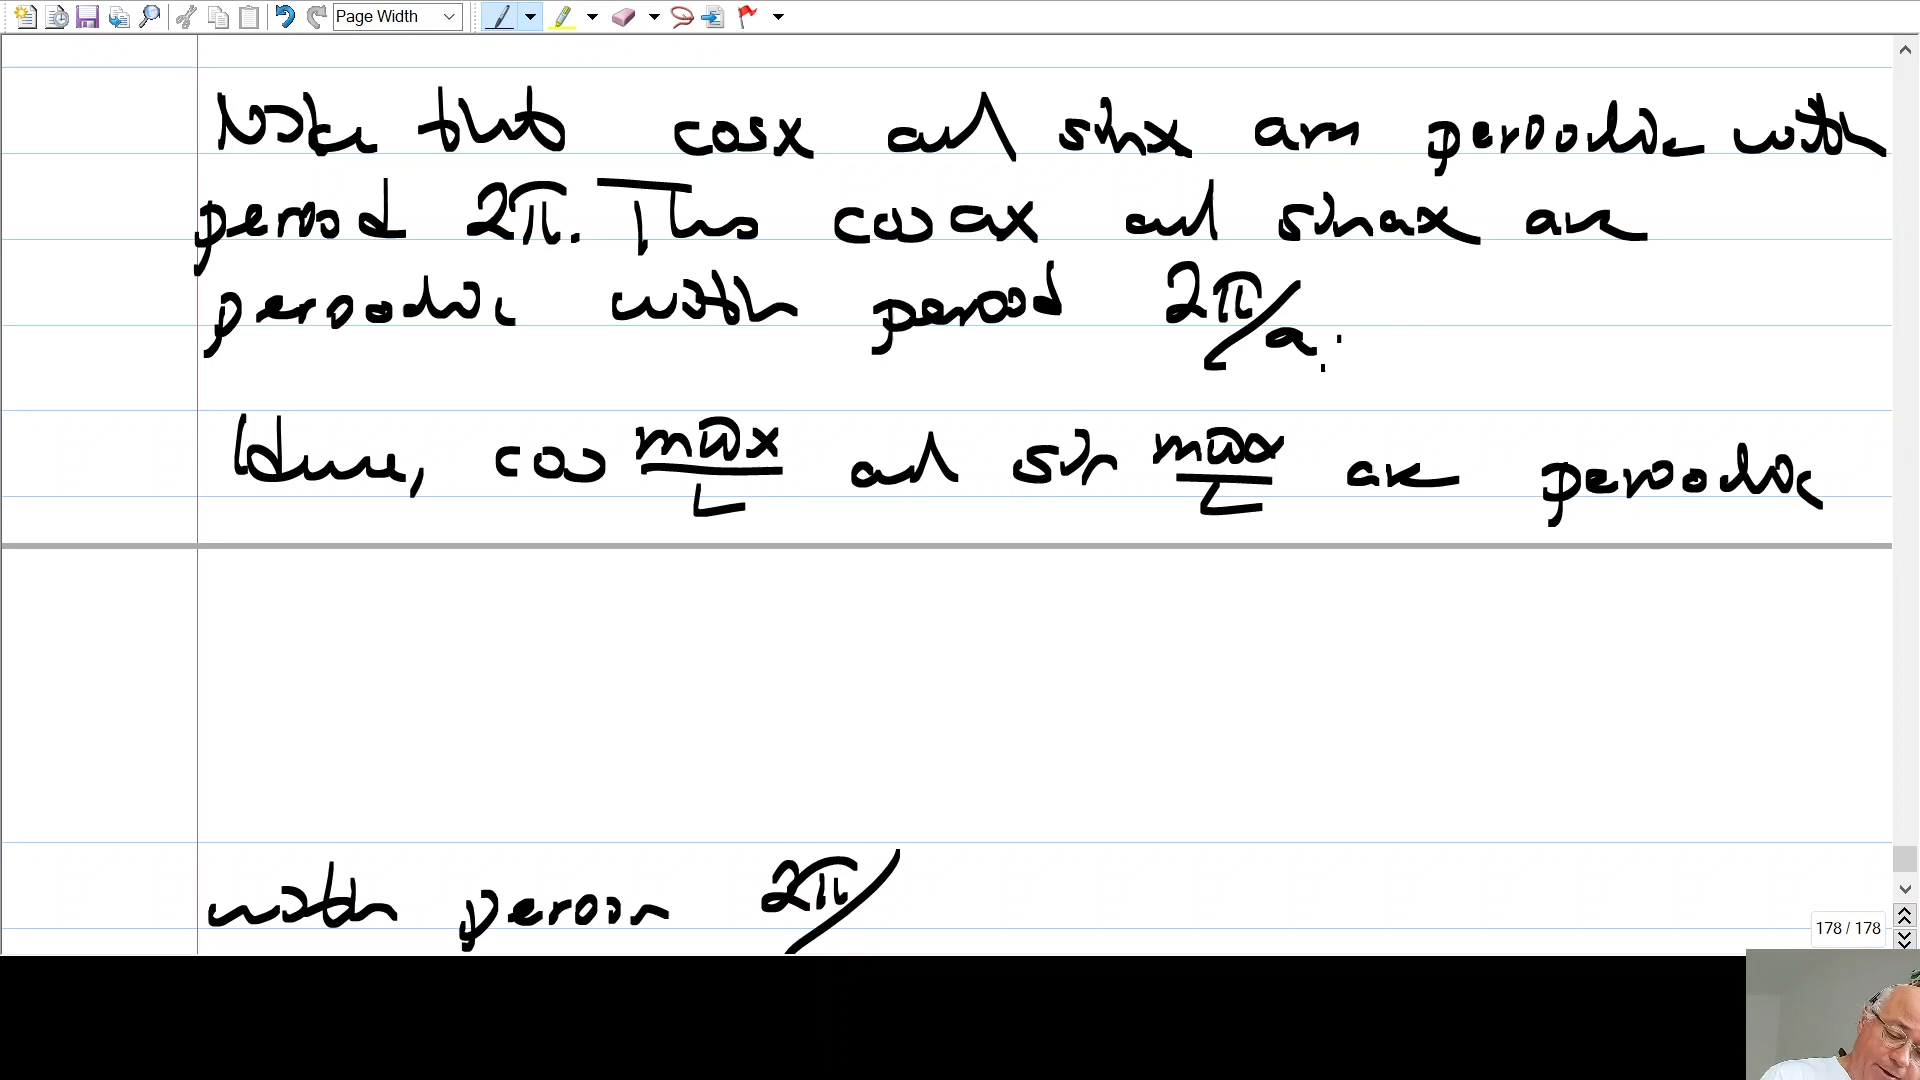 Page Width
Note that cos x and sin x are periodic with
period 2π. Thus cos ax and sin ax are
periodic with period 2π/a.
Hence, cos mπx/L and sin mπx/L are periodic
with period 2π/
178 / 178